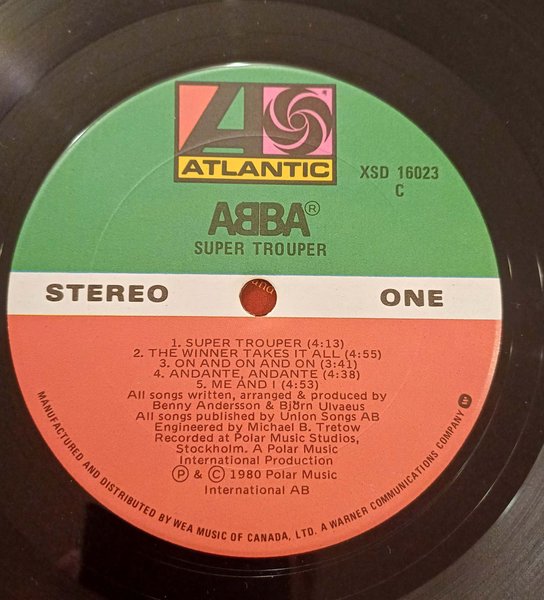 ATLANTIC
XSD 16023
C
ABBA®
SUPER TROUPER
STEREO
ONE
1. SUPER TROUPER (4:13)
2. THE WINNER TAKES IT ALL (4:55)
3. ON AND ON AND ON (3:41)
4. ANDANTE, ANDANTE (4:38)
5. ME AND I (4:53)
All songs written, arranged & produced by
Benny Andersson & Björn Ulvaeus
All songs published by Union Songs AB
Engineered by Michael B. Tretow
Recorded at Polar Music Studios,
Stockholm. A Polar Music
International Production
Ⓟ & © 1980 Polar Music
International AB
MANUFACTURED AND DISTRIBUTED BY WEA MUSIC OF CANADA, LTD. A WARNER COMMUNICATIONS COMPANY